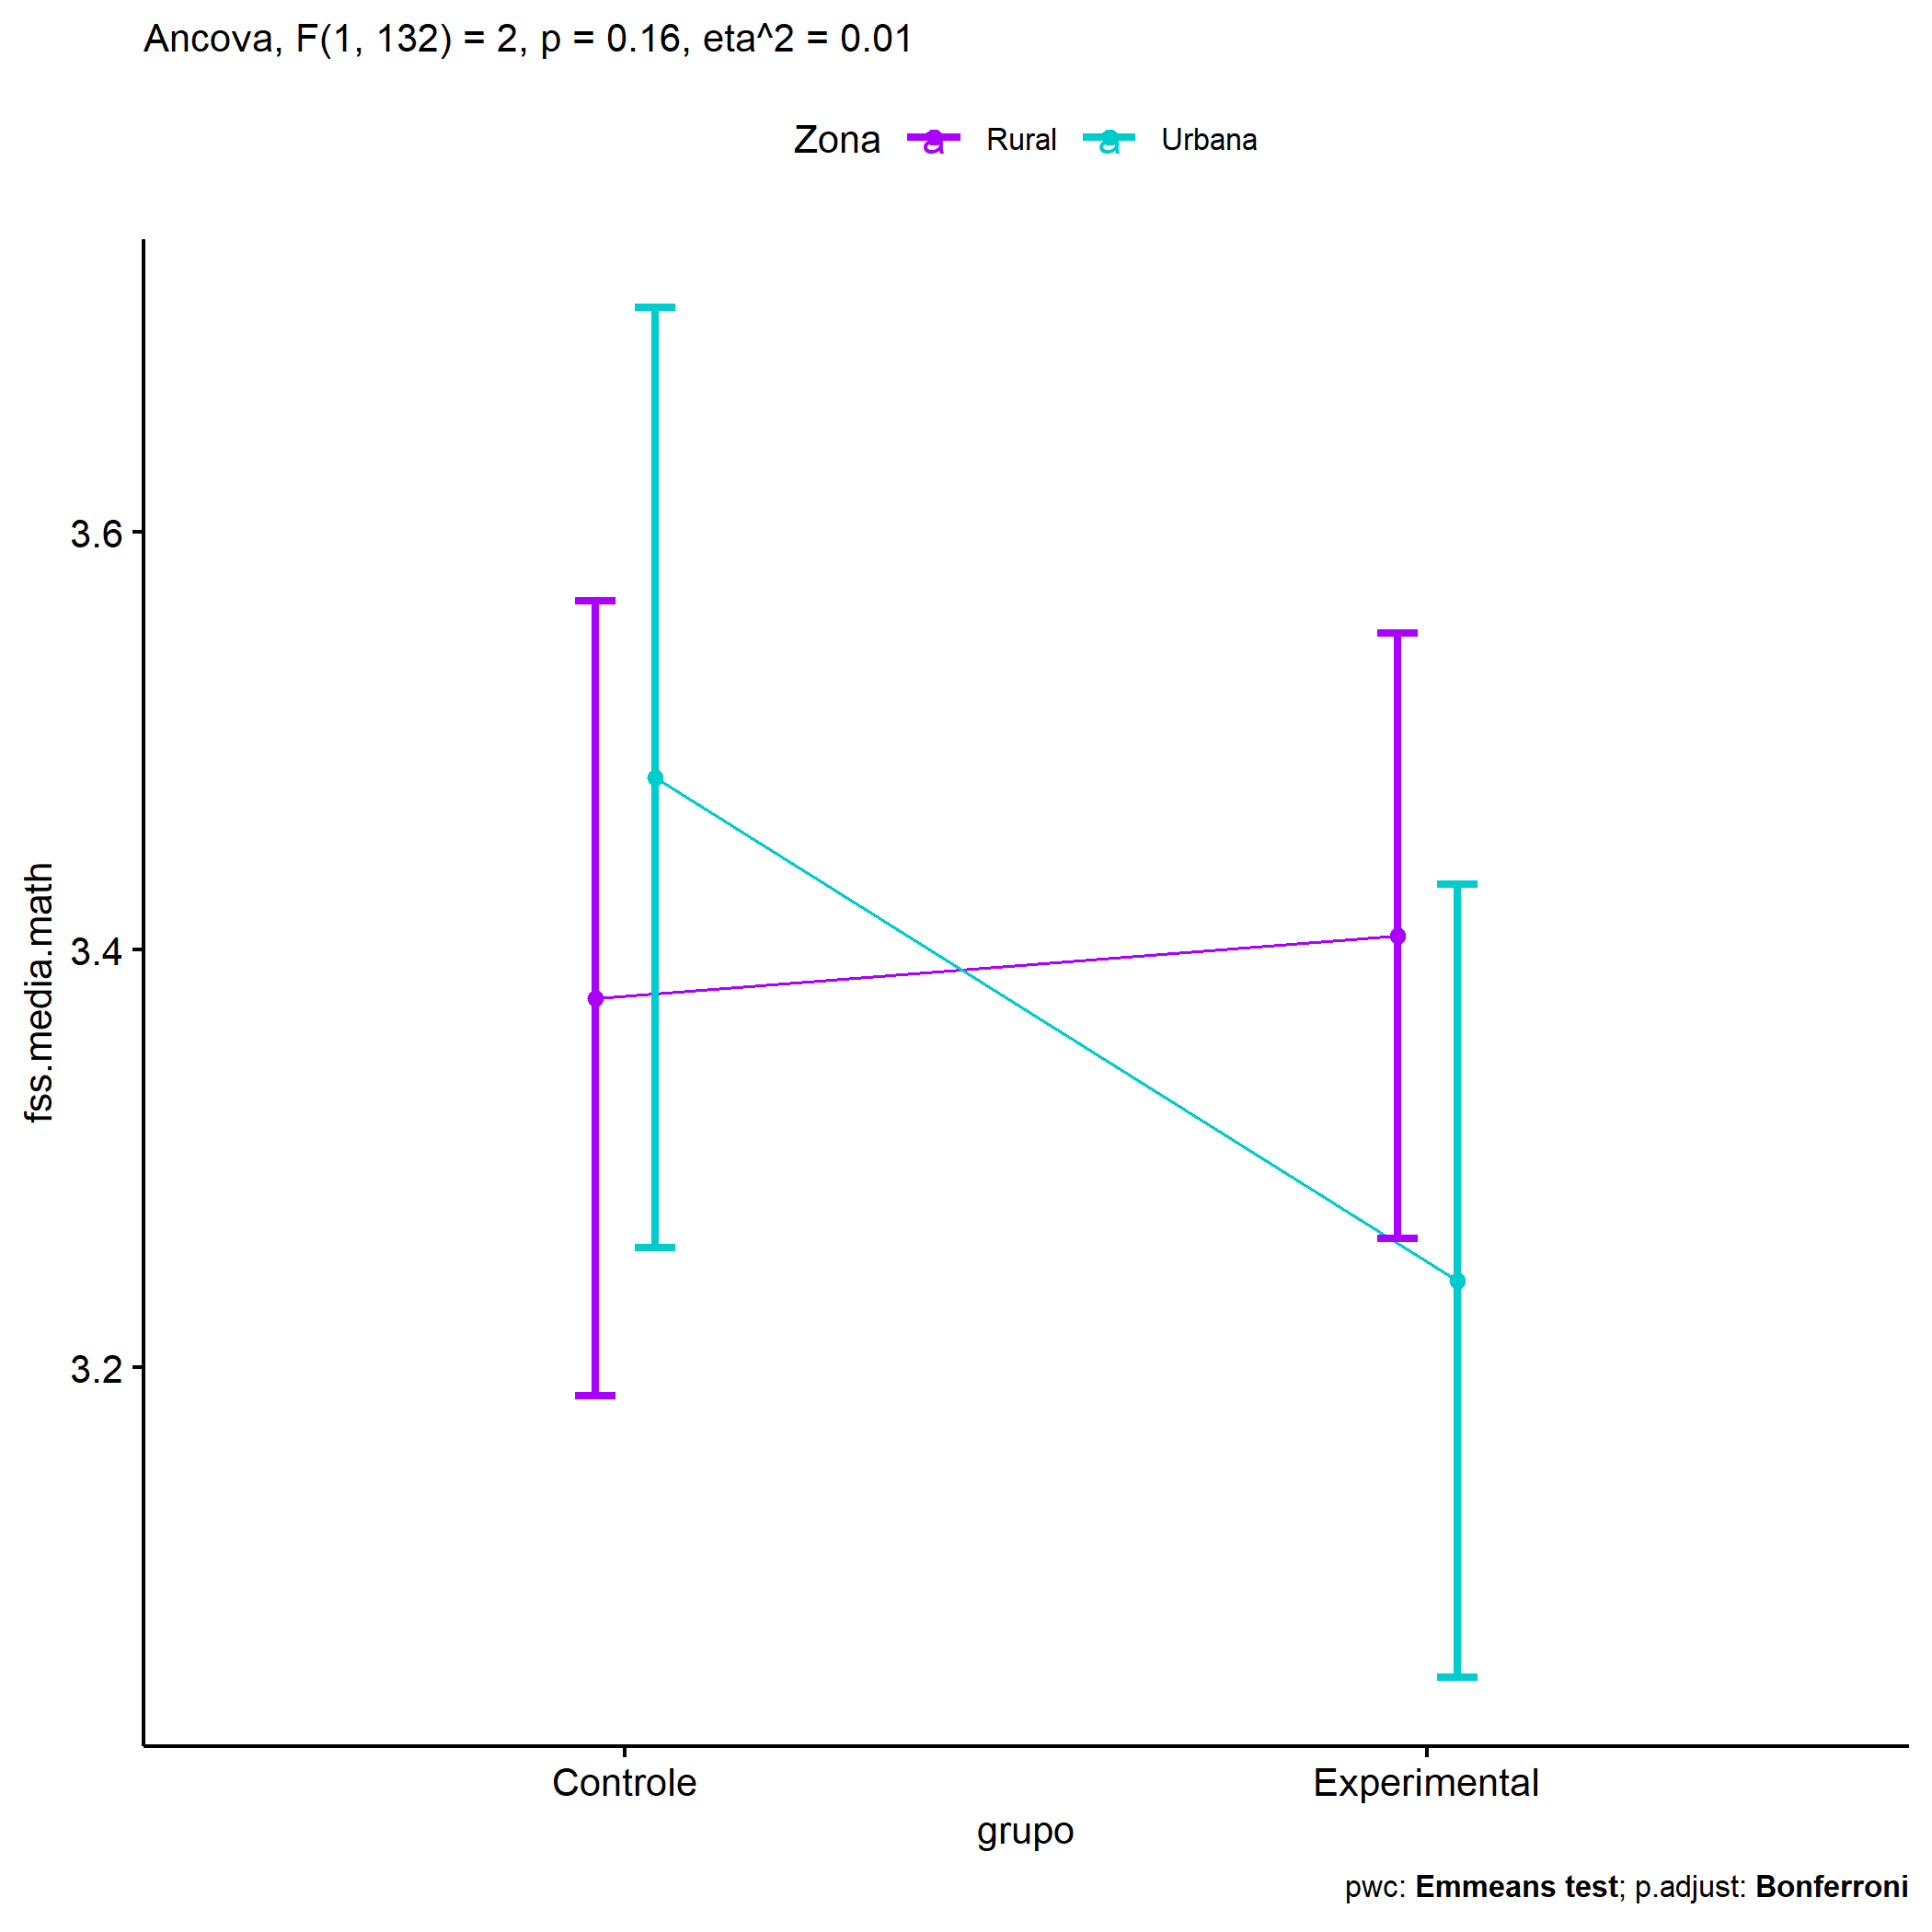 Ancova, F(1, 132) = 2, p = 0.16, eta^2 = 0.01
Zona a Rural a Urbana
fss.media.math
3.6
3.4
3.2
Controle Experimental
grupo
pwc: Emmeans test; p.adjust: Bonferroni